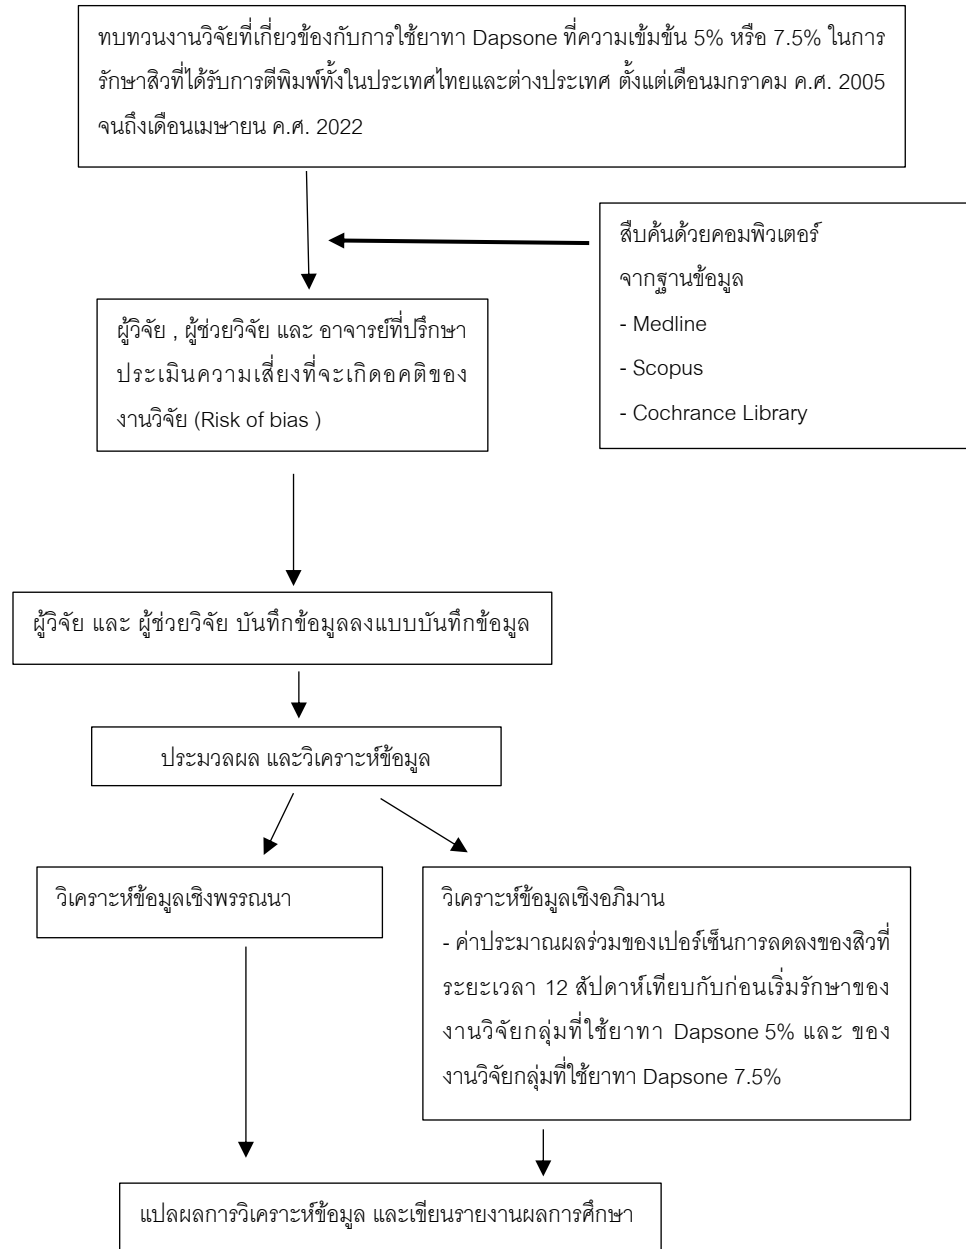 ทบทวนงานวิจัยที่เกี่ยวข้องกับการใช้ยาทา Dapsone ที่ความเข้มข้น 5% หรือ 7.5% ในการ
รักษาสิวที่ได้รับการตีพิมพ์ทั้งในประเทศไทยและต่างประเทศ ตั้งแต่เดือนมกราคม ค.ศ. 2005
จนถึงเดือนเมษายน ค.ศ. 2022
สืบค้นด้วยคอมพิวเตอร์
จากฐานข้อมูล
- Medline
- Scopus
- Cochrance Library
ผู้วิจัย , ผู้ช่วยวิจัย และ อาจารย์ที่ปรึกษา
ประเมินความเสี่ยงที่จะเกิดอคติของ
งานวิจัย (Risk of bias )
ผู้วิจัย และ ผู้ช่วยวิจัย บันทึกข้อมูลลงแบบบันทึกข้อมูล
ประมวลผล และวิเคราะห์ข้อมูล
วิเคราะห์ข้อมูลเชิงพรรณนา
วิเคราะห์ข้อมูลเชิงอภิมาน
- ค่าประมาณผลร่วมของเปอร์เซ็นการลดลงของสิวที่
ระยะเวลา 12 สัปดาห์เทียบกับก่อนเริ่มรักษาของ
งานวิจัยกลุ่มที่ใช้ยาทา Dapsone 5% และ ของ
งานวิจัยกลุ่มที่ใช้ยาทา Dapsone 7.5%
แปลผลการวิเคราะห์ข้อมูล และเขียนรายงานผลการศึกษา